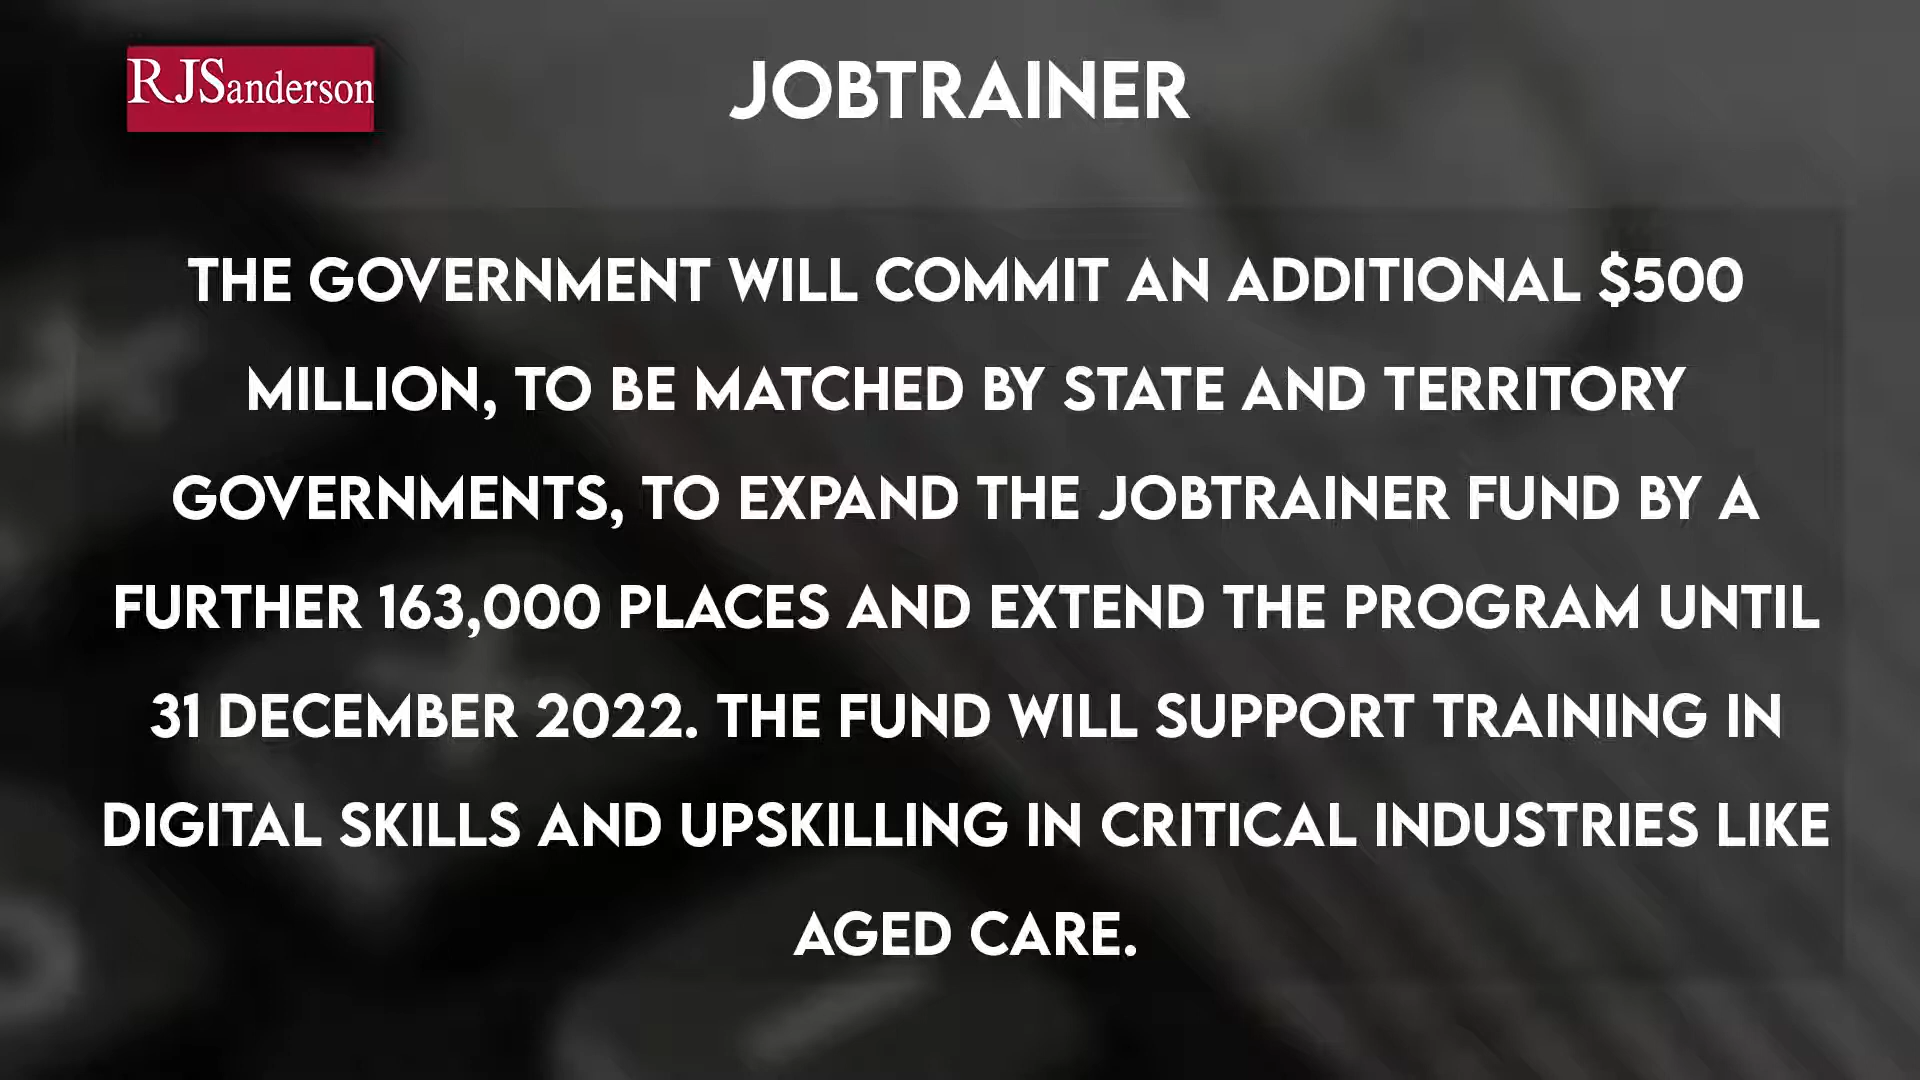 RJSanderson
JOBTRAINER
THE GOVERNMENT WILL COMMIT AN ADDITIONAL $500
MILLION, TO BE MATCHED BY STATE AND TERRITORY
GOVERNMENTS, TO EXPAND THE JOBTRAINER FUND BY A
FURTHER 163,000 PLACES AND EXTEND THE PROGRAM UNTIL
31 DECEMBER 2022. THE FUND WILL SUPPORT TRAINING IN
DIGITAL SKILLS AND UPSKILLING IN CRITICAL INDUSTRIES LIKE
AGED CARE.